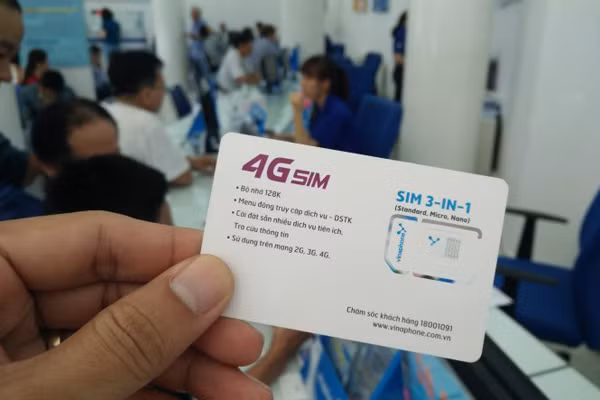 4G SIM
• Bộ nhớ 128K
• Menu động truy cập dịch vụ - DSTK
• Cài đặt sẵn nhiều dịch vụ tiện ích,
Tra cứu thông tin
• Sử dụng trên mạng 2G, 3G, 4G.
SIM 3-IN-1
(Standard, Micro, Nano)
vinaphone
Chăm sóc khách hàng 18001091
www.vinaphone.com.vn